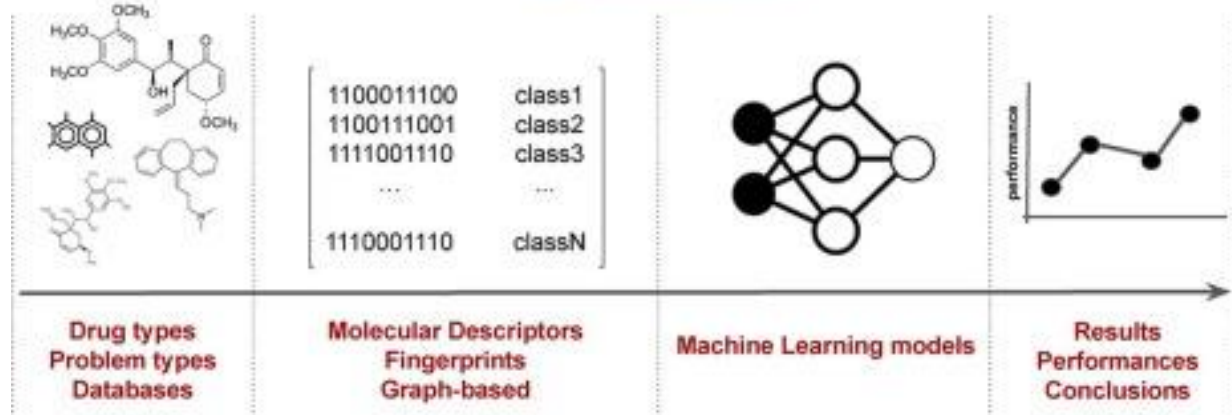 OCH₃
H₃CO
H₃CO
H₃CO
OH
O
OCH₃
1100011100 class1
1100111001 class2
1111001110 class3
... ...
1110001110 classN
performance
Drug types
Problem types
Databases
Molecular Descriptors
Fingerprints
Graph-based
Machine Learning models
Results
Performances
Conclusions